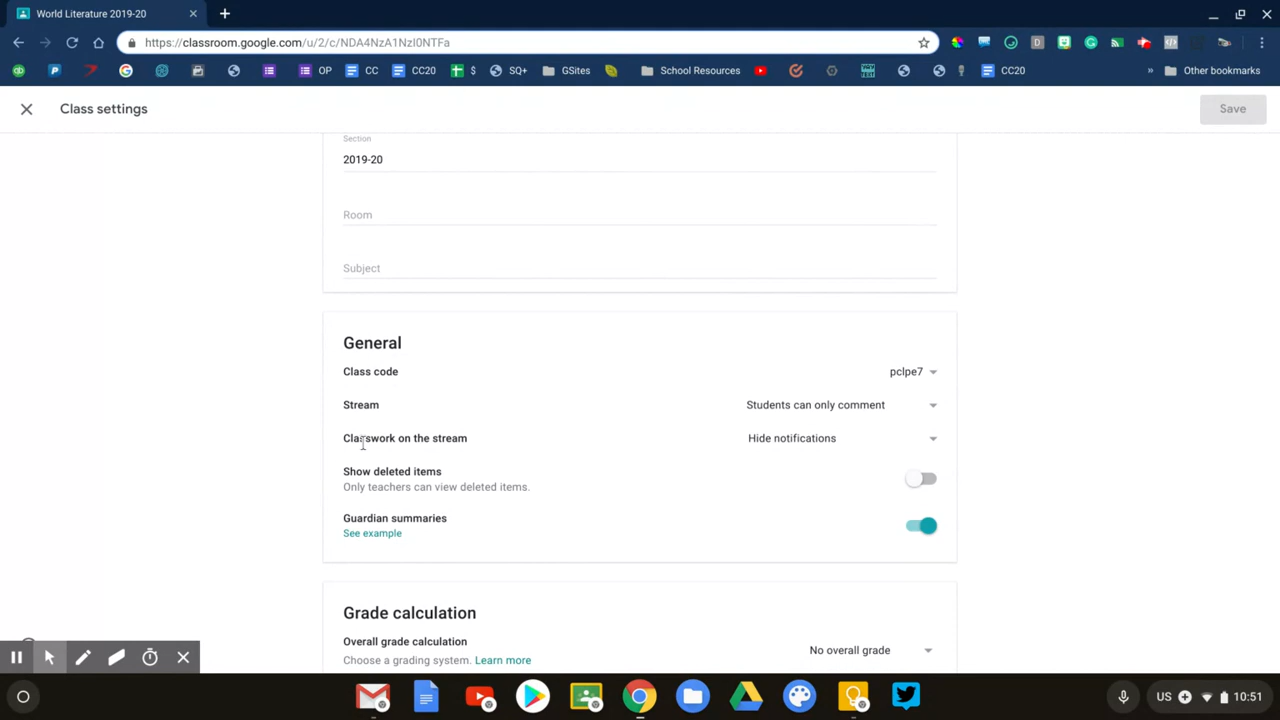 World Literature 2019-20
https://classroom.google.com/u/2/c/NDA4NzA1NzI0NTFa
OP
CC
CC20
$
SQ+
GSites
School Resources
CC20
»
Other bookmarks
Class settings
Save
Section
2019-20
Room
Subject
General
Class code
pclpe7
Stream
Students can only comment
Classwork on the stream
Hide notifications
Show deleted items
Only teachers can view deleted items.
Guardian summaries
See example
Grade calculation
Overall grade calculation
No overall grade
Choose a grading system. Learn more
US
10:51